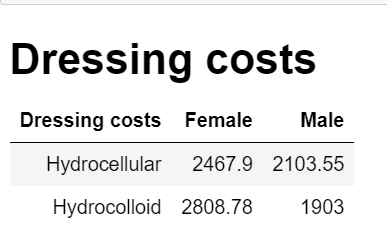 Dressing costs
Dressing costs Female Male
Hydrocellular 2467.9 2103.55
Hydrocolloid 2808.78 1903